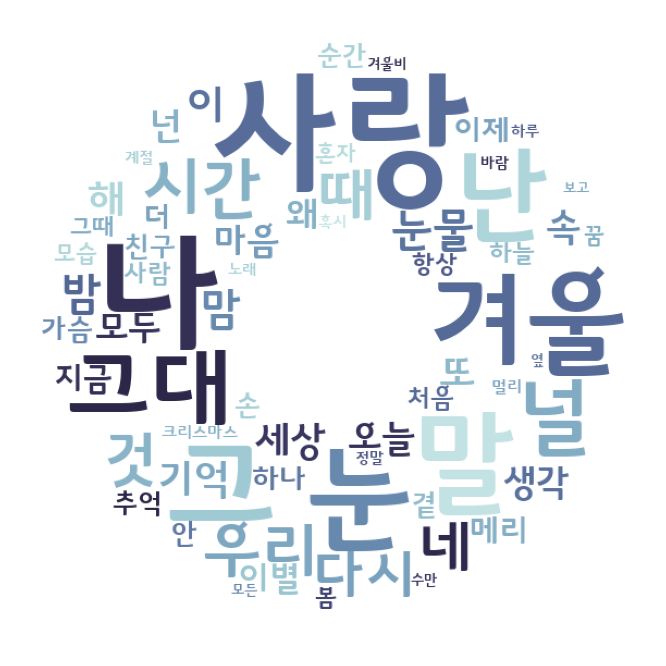 순간 겨울비
이 사랑
넌 이제 하루
계절 혼자 바람
해 시간 때 난 보고
그때 더 왜 눈물 속 꿈
모습 친구 마음 혹시 하늘
사람 항상
밤 나 맘 노래 겨울
가슴 모두
지금 그대 또 옆
손 처음 멀리 널
크리스마스 세상 오늘 말
것 기억 그 하나 눈 정말 생각
추억 곁
안 우리 네 메리
이별 다시 수만
모든 봄